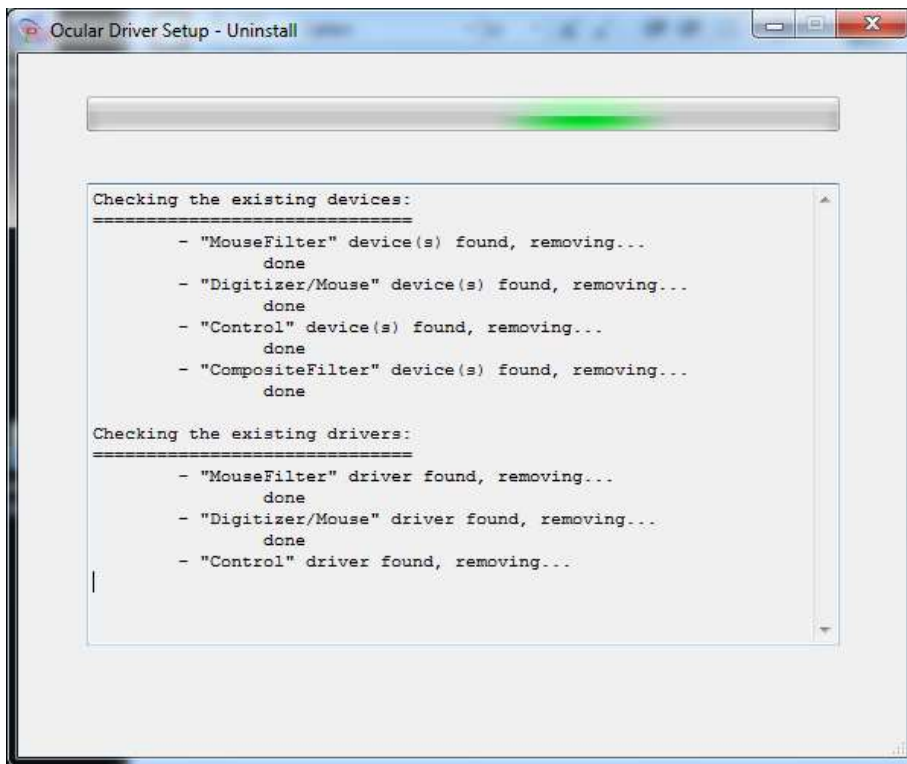 Ocular Driver Setup - Uninstall
Checking the existing devices:
==============================
- "MouseFilter" device(s) found, removing...
done
- "Digitizer/Mouse" device(s) found, removing...
done
- "Control" device(s) found, removing...
done
- "CompositeFilter" device(s) found, removing...
done
Checking the existing drivers:
==============================
- "MouseFilter" driver found, removing...
done
- "Digitizer/Mouse" driver found, removing...
done
- "Control" driver found, removing...